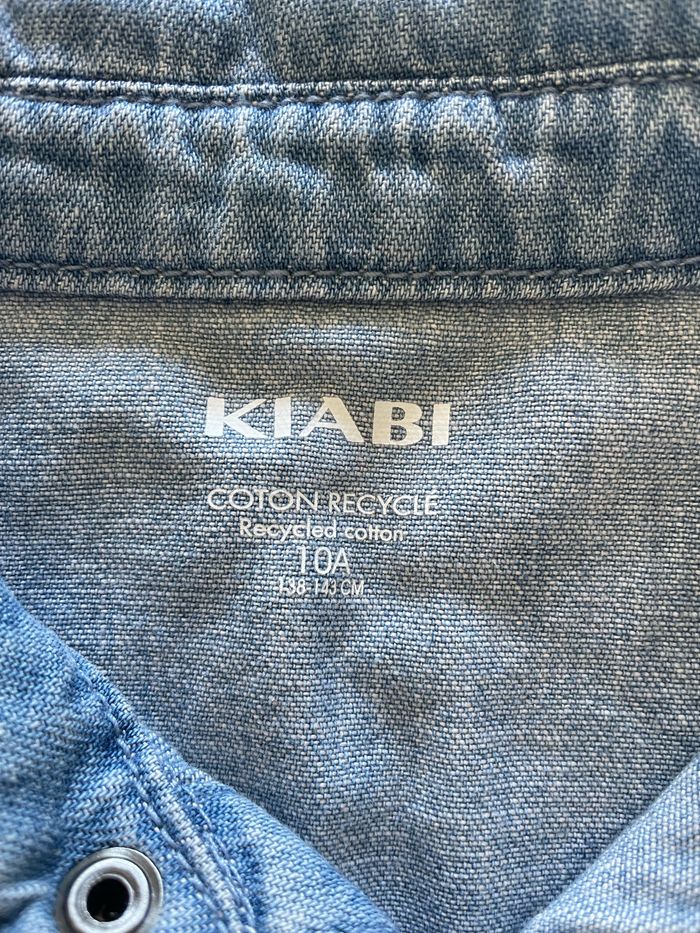 KIABI
COTON RECYCLE
Recycled cotton
10A
138-143 CM